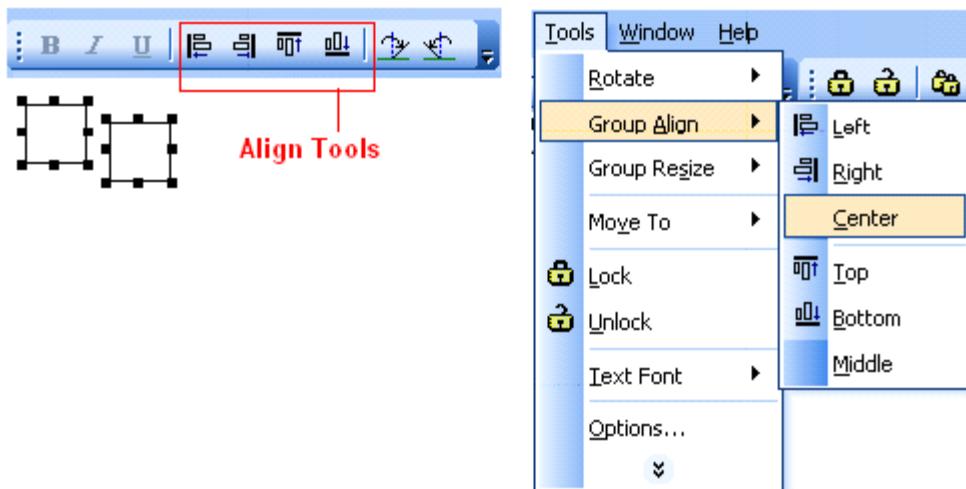 B I U
Align Tools
Tools Window Help
Rotate
Group Align
Group Resize
Move To
Lock
Unlock
Text Font
Options...
Left
Right
Center
Top
Bottom
Middle